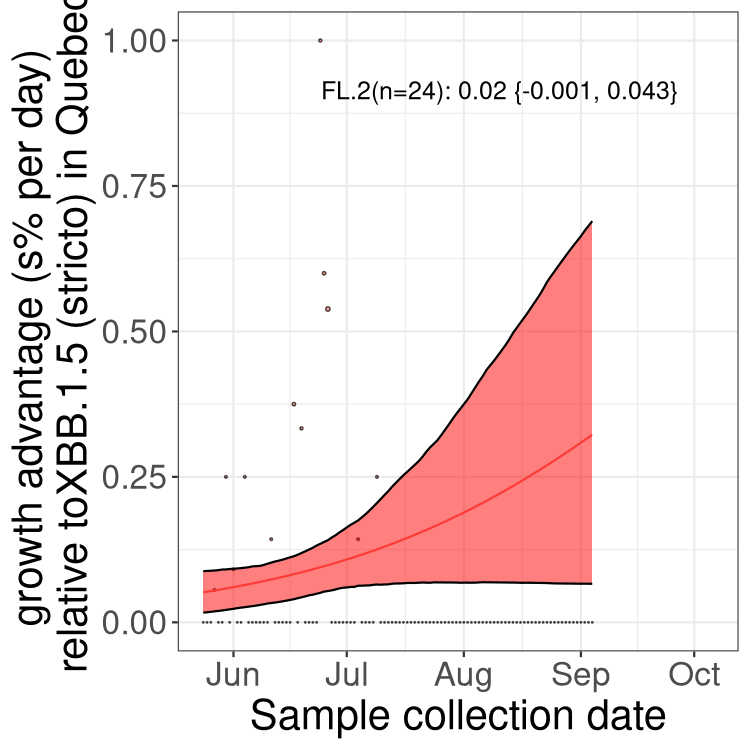 growth advantage (s% per day)
relative toXBB.1.5 (stricto) in Quebec
1.00
0.75
0.50
0.25
0.00
FL.2(n=24): 0.02 {-0.001, 0.043}
Jun Jul Aug Sep Oct
Sample collection date